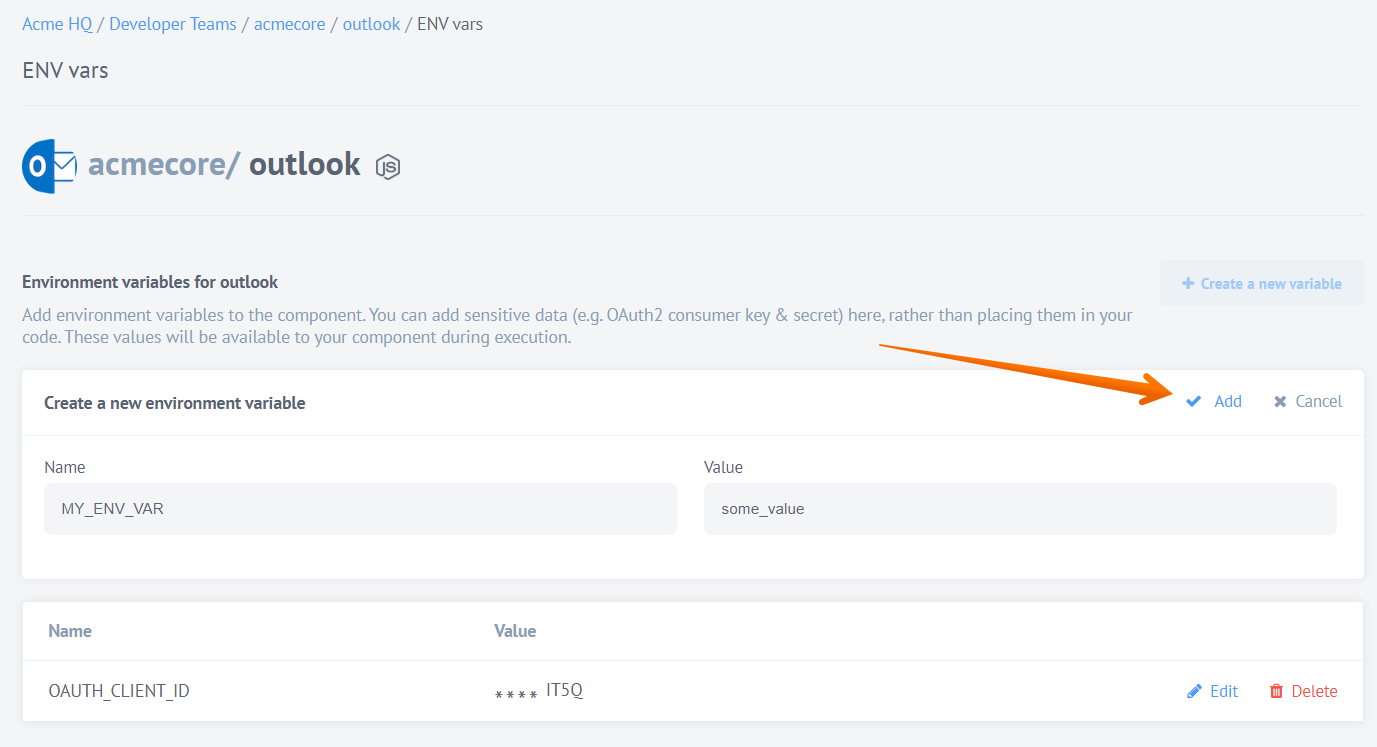 Acme HQ / Developer Teams / acmecore / outlook / ENV vars
ENV vars
O acmecore/ outlook JS
Environment variables for outlook
+ Create a new variable
Add environment variables to the component. You can add sensitive data (e.g. OAuth2 consumer key & secret) here, rather than placing them in your
code. These values will be available to your component during execution.
Create a new environment variable
Add Cancel
Name Value
MY_ENV_VAR some_value
Name Value
OAUTH_CLIENT_ID **** IT5Q Edit Delete